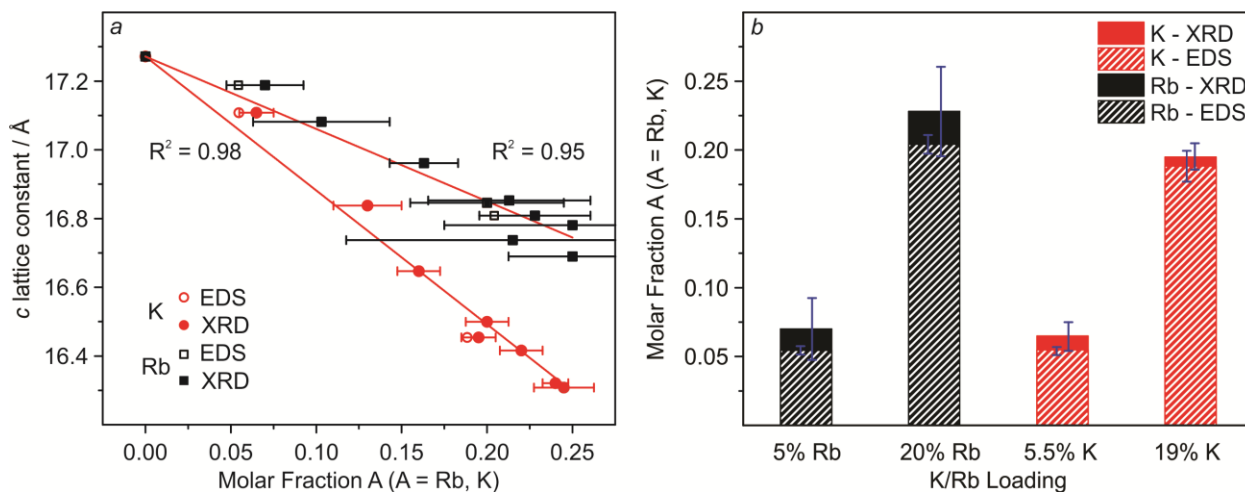 a
c lattice constant / Å
17.2
17.0
16.8
16.6
16.4
R² = 0.98
R² = 0.95
K
EDS
XRD
Rb
EDS
XRD
0.00 0.05 0.10 0.15 0.20 0.25
Molar Fraction A (A = Rb, K)
b
Molar Fraction A (A = Rb, K)
0.25
0.20
0.15
0.10
0.05
K - XRD
K - EDS
Rb - XRD
Rb - EDS
5% Rb 20% Rb 5.5% K 19% K
K/Rb Loading